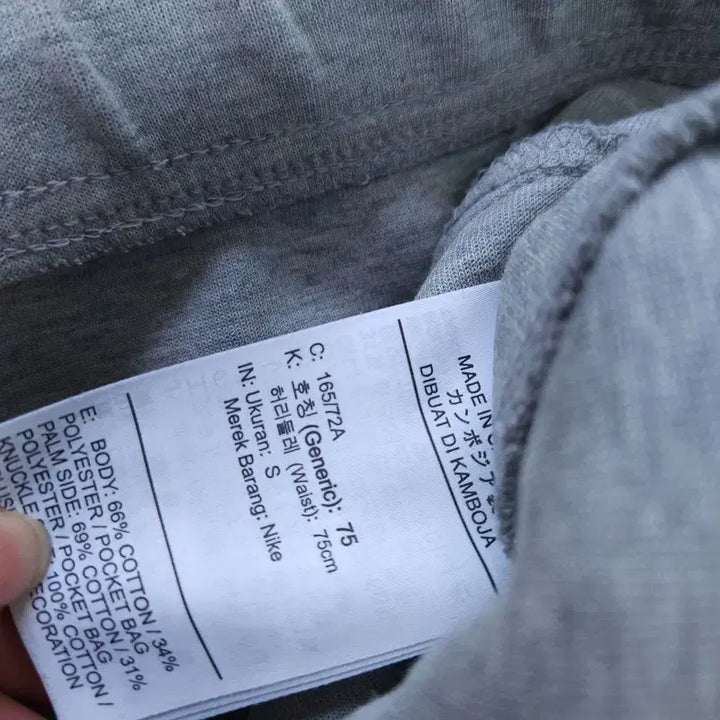 MADE IN
カンボジア
DIBUAT DI KAMBOJA
C: 165/72A
K: 호칭 (Generic): 75
허리둘레 (Waist): 75cm
IN: Ukuran: S
Merek Barang: Nike
E: BODY: 66% COTTON / 34%
POLYESTER / POCKET BAG
PALM SIDE: 69% COTTON / 31%
POLYESTER / POCKET BAG
KNUCKLE 100% COTTON /